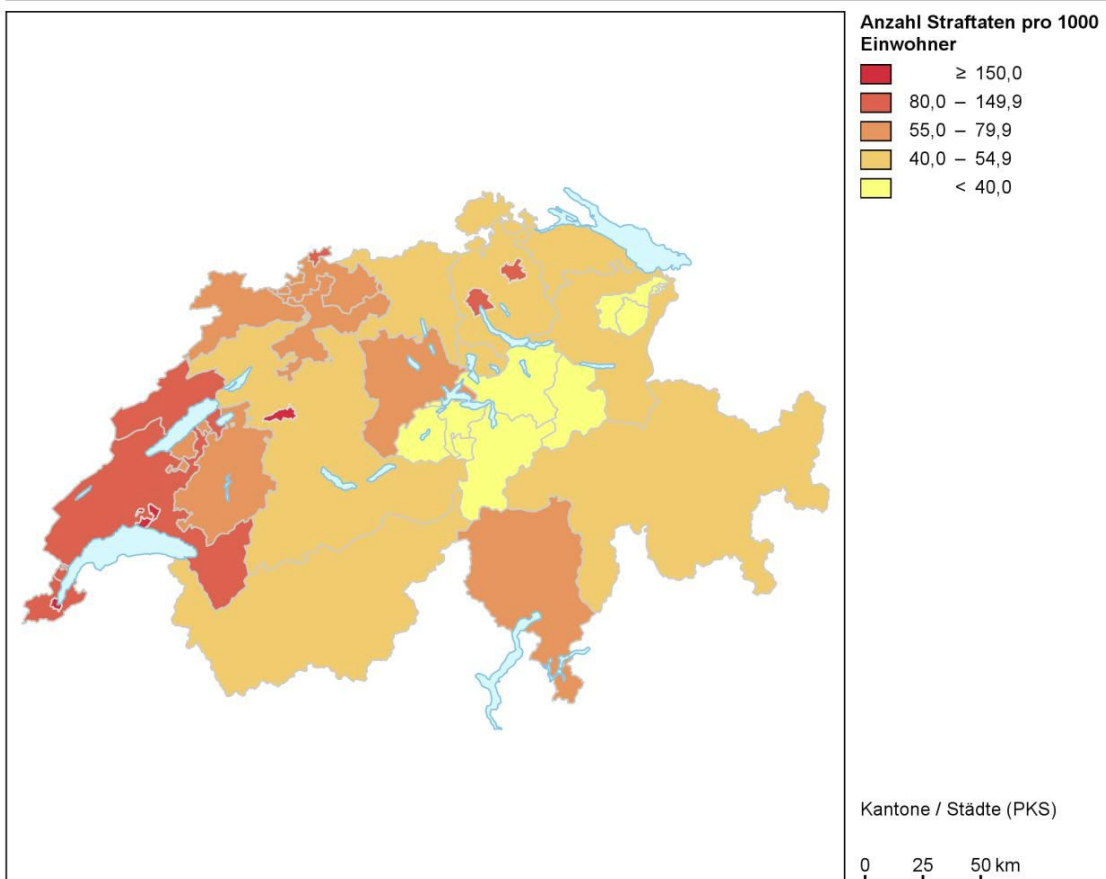 Anzahl Straftaten pro 1000
Einwohner
≥ 150,0
80,0 – 149,9
55,0 – 79,9
40,0 – 54,9
< 40,0
Kantone / Städte (PKS)
0 25 50 km